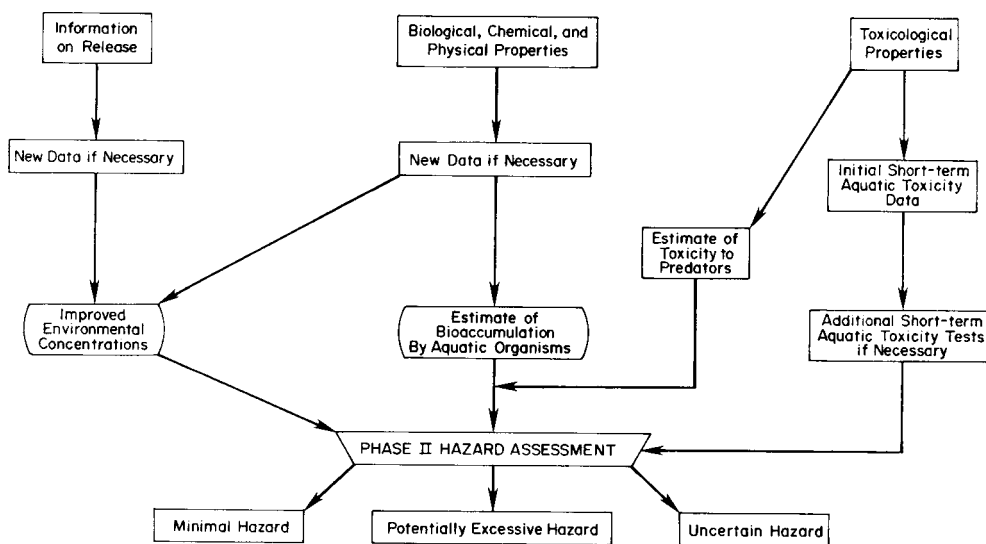 Information
on Release
Biological, Chemical, and
Physical Properties
Toxicological
Properties
New Data if Necessary
New Data if Necessary
Initial Short-term
Aquatic Toxicity
Data
Estimate of
Toxicity to
Predators
Improved
Environmental
Concentrations
Estimate of
Bioaccumulation
By Aquatic Organisms
Additional Short-term
Aquatic Toxicity Tests
if Necessary
PHASE II HAZARD ASSESSMENT
Minimal Hazard
Potentially Excessive Hazard
Uncertain Hazard